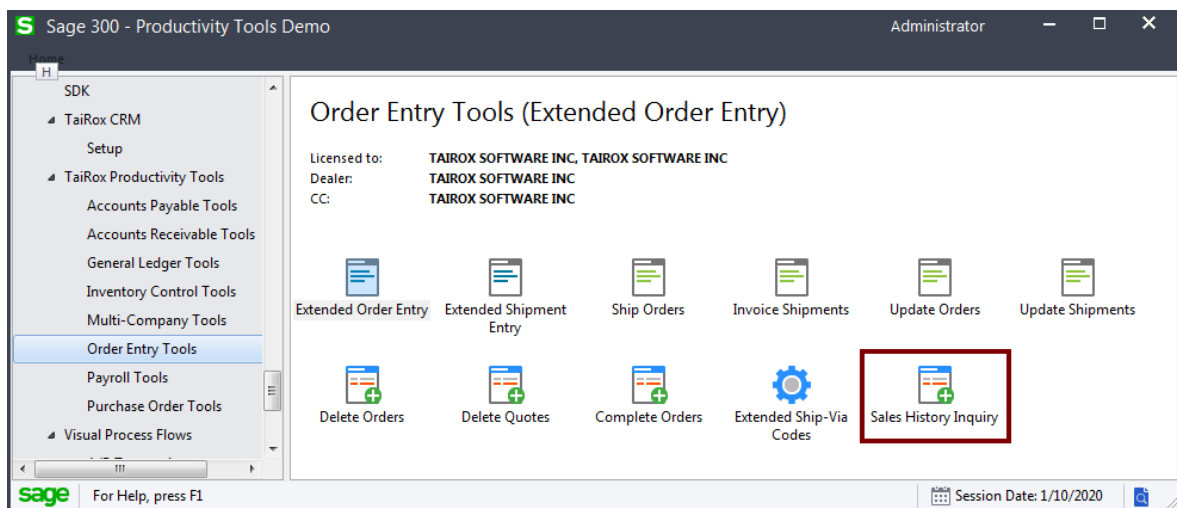 S Sage 300 - Productivity Tools Demo
Administrator
Home
H
SDK
TaiRox CRM
Setup
TaiRox Productivity Tools
Accounts Payable Tools
Accounts Receivable Tools
General Ledger Tools
Inventory Control Tools
Multi-Company Tools
Order Entry Tools
Payroll Tools
Purchase Order Tools
Visual Process Flows
Order Entry Tools (Extended Order Entry)
Licensed to: TAIROX SOFTWARE INC, TAIROX SOFTWARE INC
Dealer: TAIROX SOFTWARE INC
CC: TAIROX SOFTWARE INC
Extended Order Entry
Extended Shipment
Entry
Ship Orders
Invoice Shipments
Update Orders
Update Shipments
Delete Orders
Delete Quotes
Complete Orders
Extended Ship-Via
Codes
Sales History Inquiry
sage For Help, press F1
Session Date: 1/10/2020